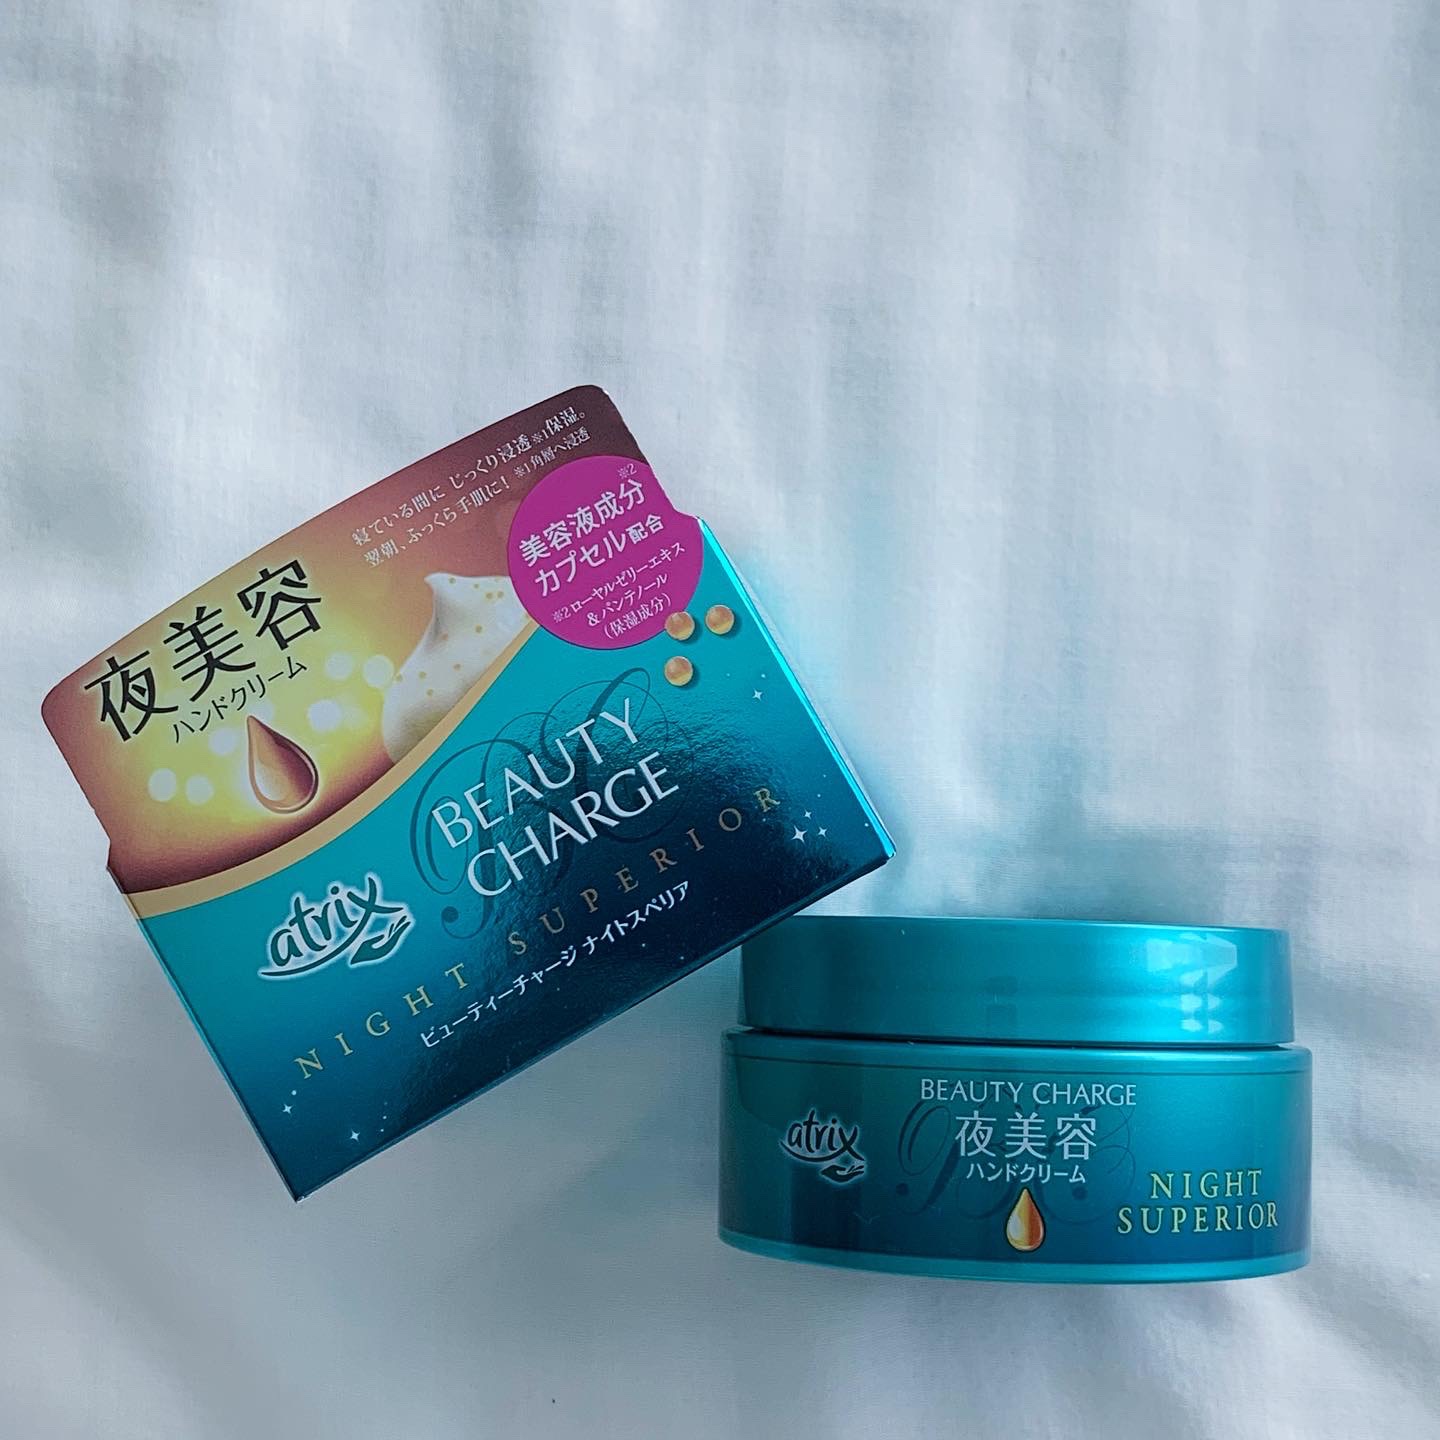 寝ている間に じっくり浸透※1保湿。
翌朝、ふっくら手肌に! ※1角層へ浸透
※2
美容液成分
カプセル配合
※2ローヤルゼリーエキス
&パンテノール
(保湿成分)
夜美容
ハンドクリーム
BEAUTY
CHARGE
atrix
NIGHT SUPERIOR
ビューティーチャージ ナイトスペリア
BEAUTY CHARGE
atrix
夜美容
ハンドクリーム
NIGHT
SUPERIOR